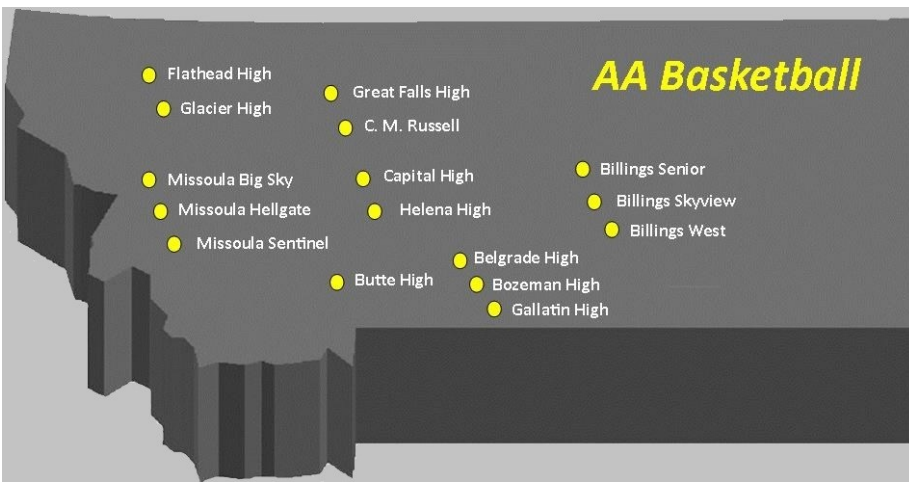 AA Basketball
Flathead High
Glacier High
Great Falls High
C. M. Russell
Missoula Big Sky
Missoula Hellgate
Missoula Sentinel
Capital High
Helena High
Butte High
Belgrade High
Bozeman High
Gallatin High
Billings Senior
Billings Skyview
Billings West